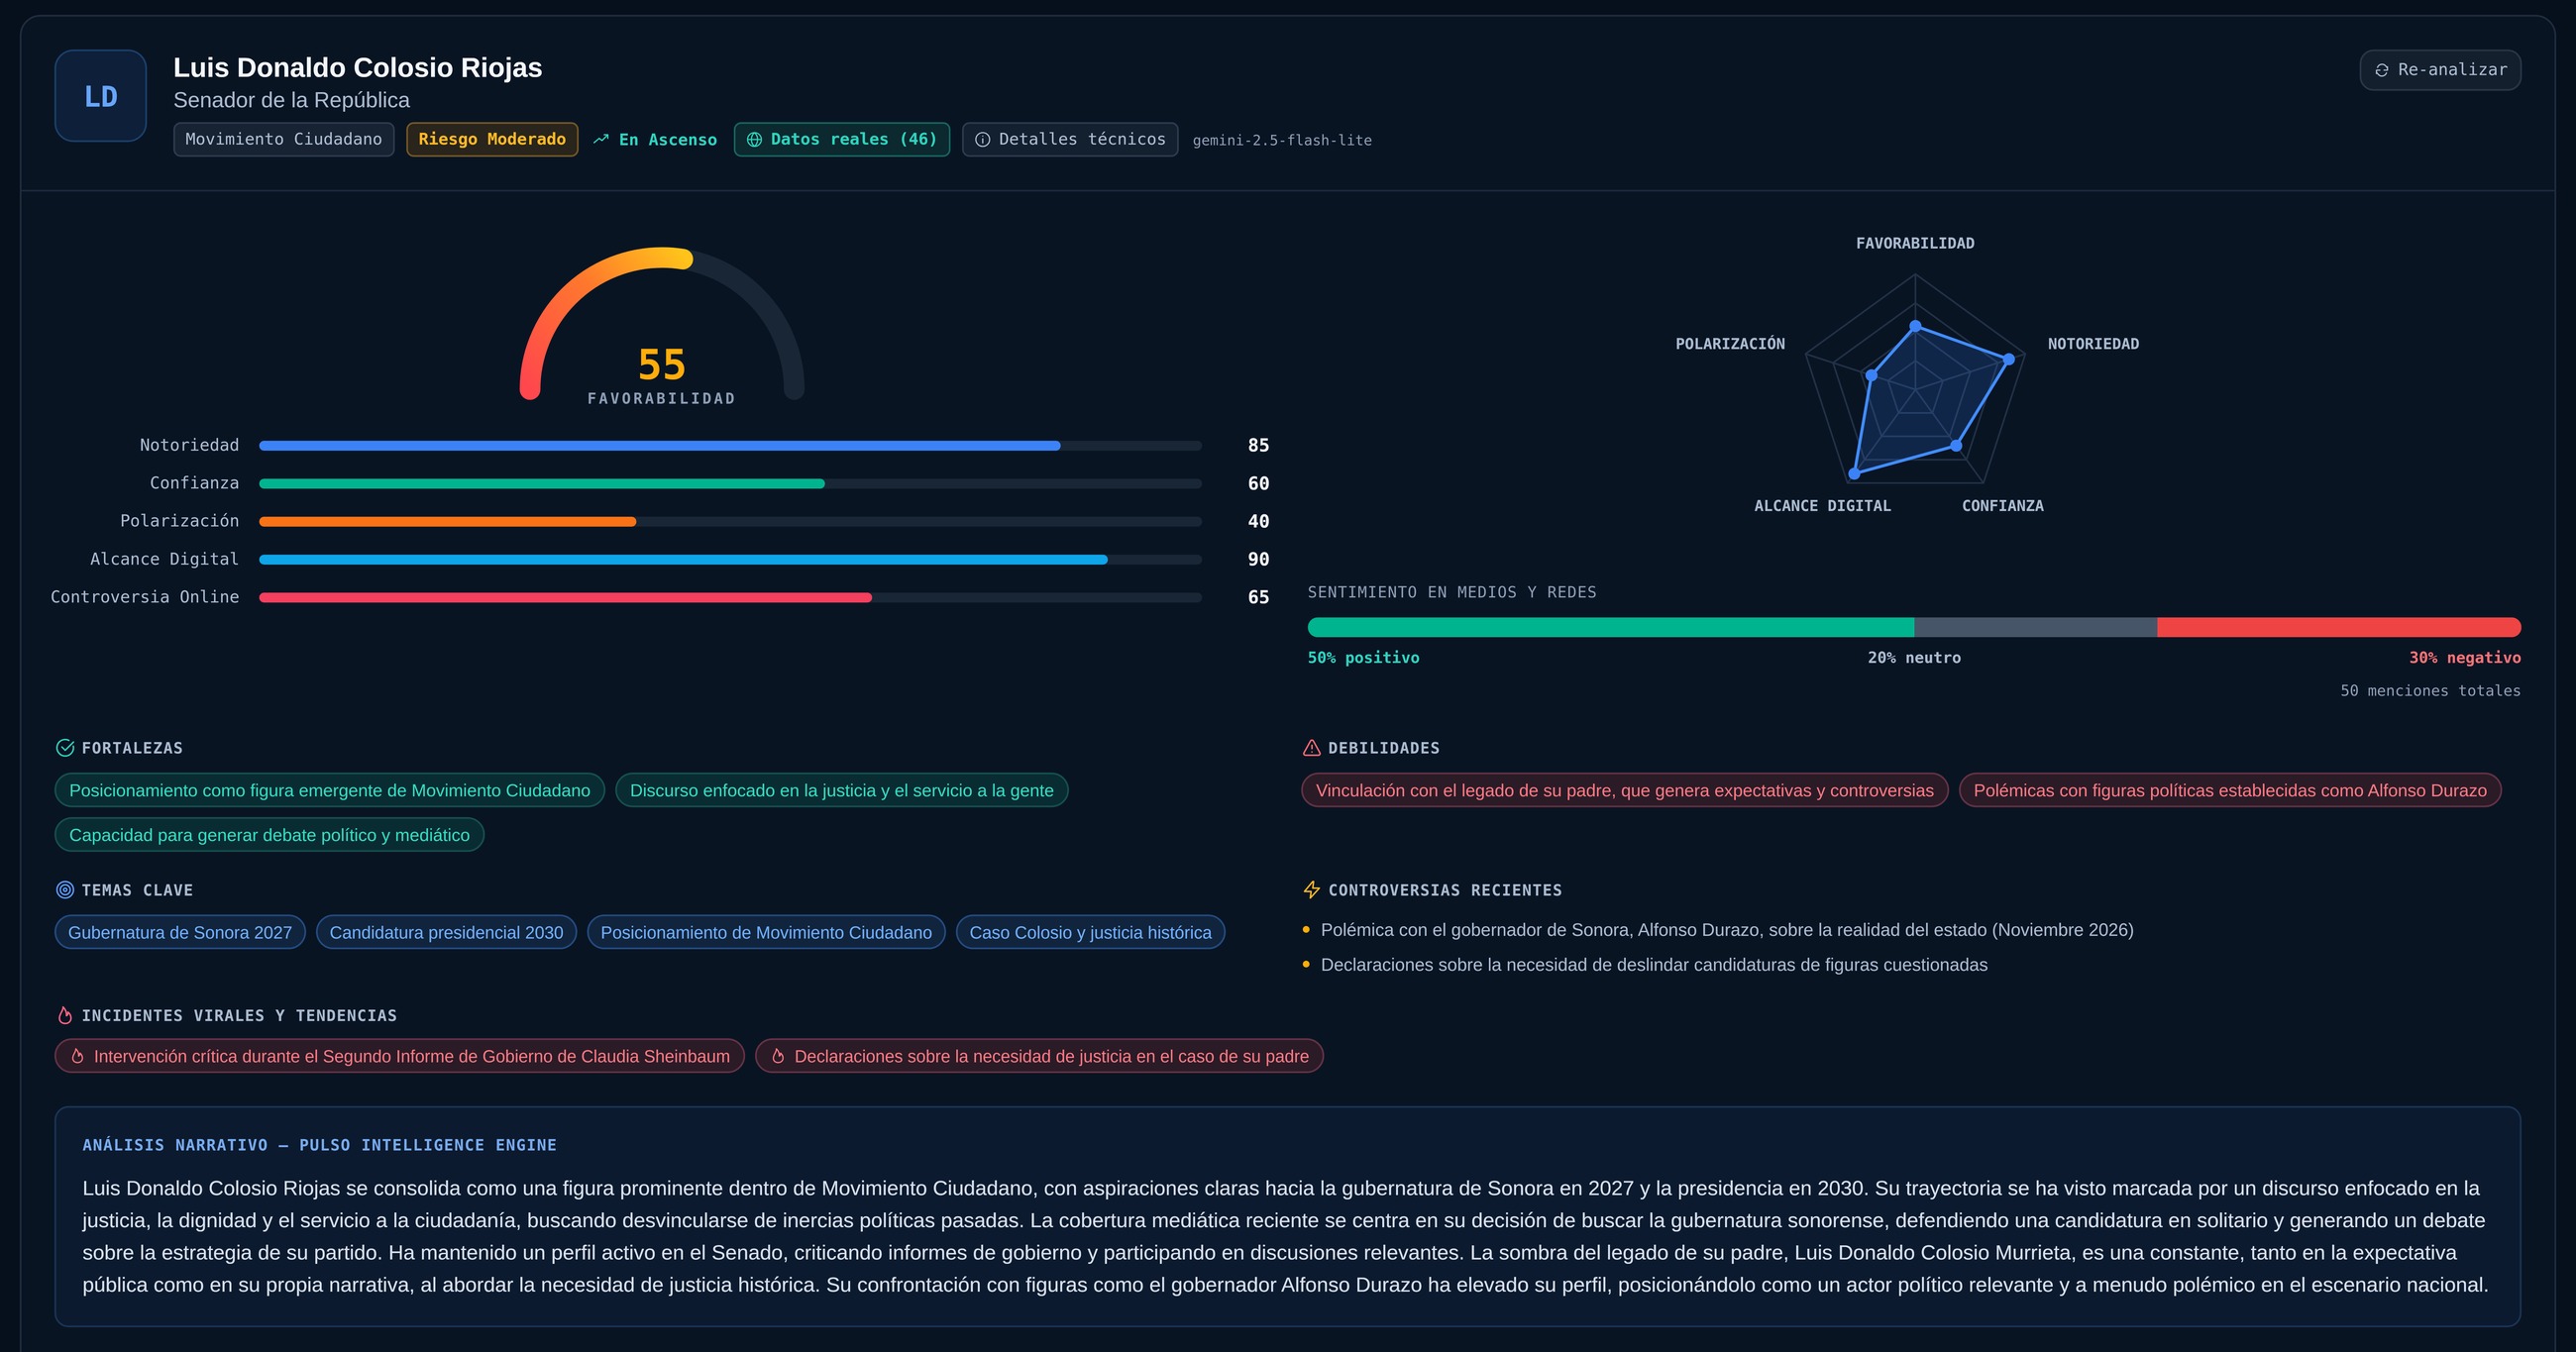 LD
Luis Donaldo Colosio Riojas
Senador de la República
Movimiento Ciudadano
Riesgo Moderado
En Ascenso
Datos reales (46)
Detalles técnicos
gemini-2.5-flash-lite
Re-analizar
55
FAVORABILIDAD
Notoriedad 85
Confianza 60
Polarización 40
Alcance Digital 90
Controversia Online 65
FAVORABILIDAD
POLARIZACIÓN
NOTORIEDAD
ALCANCE DIGITAL
CONFIANZA
SENTIMIENTO EN MEDIOS Y REDES
50% positivo
20% neutro
30% negativo
50 menciones totales
FORTALEZAS
Posicionamiento como figura emergente de Movimiento Ciudadano
Discurso enfocado en la justicia y el servicio a la gente
Capacidad para generar debate político y mediático
DEBILIDADES
Vinculación con el legado de su padre, que genera expectativas y controversias
Polémicas con figuras políticas establecidas como Alfonso Durazo
TEMAS CLAVE
Gubernatura de Sonora 2027
Candidatura presidencial 2030
Posicionamiento de Movimiento Ciudadano
Caso Colosio y justicia histórica
CONTROVERSIAS RECIENTES
Polémica con el gobernador de Sonora, Alfonso Durazo, sobre la realidad del estado (Noviembre 2026)
Declaraciones sobre la necesidad de deslindar candidaturas de figuras cuestionadas
INCIDENTES VIRALES Y TENDENCIAS
Intervención crítica durante el Segundo Informe de Gobierno de Claudia Sheinbaum
Declaraciones sobre la necesidad de justicia en el caso de su padre
ANÁLISIS NARRATIVO — PULSO INTELLIGENCE ENGINE
Luis Donaldo Colosio Riojas se consolida como una figura prominente dentro de Movimiento Ciudadano, con aspiraciones claras hacia la gubernatura de Sonora en 2027 y la presidencia en 2030. Su trayectoria se ha visto marcada por un discurso enfocado en la
justicia, la dignidad y el servicio a la ciudadanía, buscando desvincularse de inercias políticas pasadas. La cobertura mediática reciente se centra en su decisión de buscar la gubernatura sonorense, defendiendo una candidatura en solitario y generando un debate
sobre la estrategia de su partido. Ha mantenido un perfil activo en el Senado, criticando informes de gobierno y participando en discusiones relevantes. La sombra del legado de su padre, Luis Donaldo Colosio Murrieta, es una constante, tanto en la expectativa
pública como en su propia narrativa, al abordar la necesidad de justicia histórica. Su confrontación con figuras como el gobernador Alfonso Durazo ha elevado su perfil, posicionándolo como un actor político relevante y a menudo polémico en el escenario nacional.